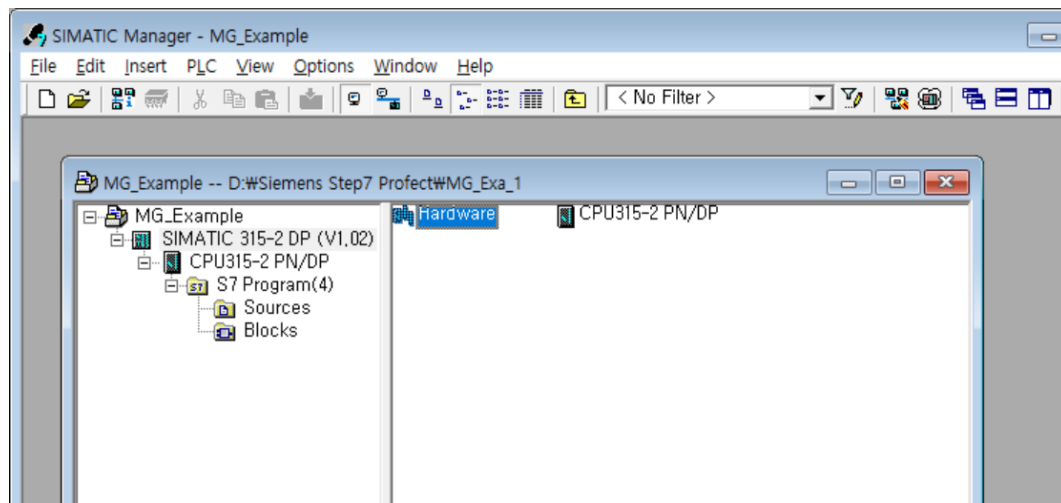 SIMATIC Manager - MG_Example
File Edit Insert PLC View Options Window Help
< No Filter >
MG_Example -- D:₩Siemens Step7 Profect₩MG_Exa_1
MG_Example
SIMATIC 315-2 DP (V1.02)
CPU315-2 PN/DP
S7 Program(4)
Sources
Blocks
Hardware CPU315-2 PN/DP